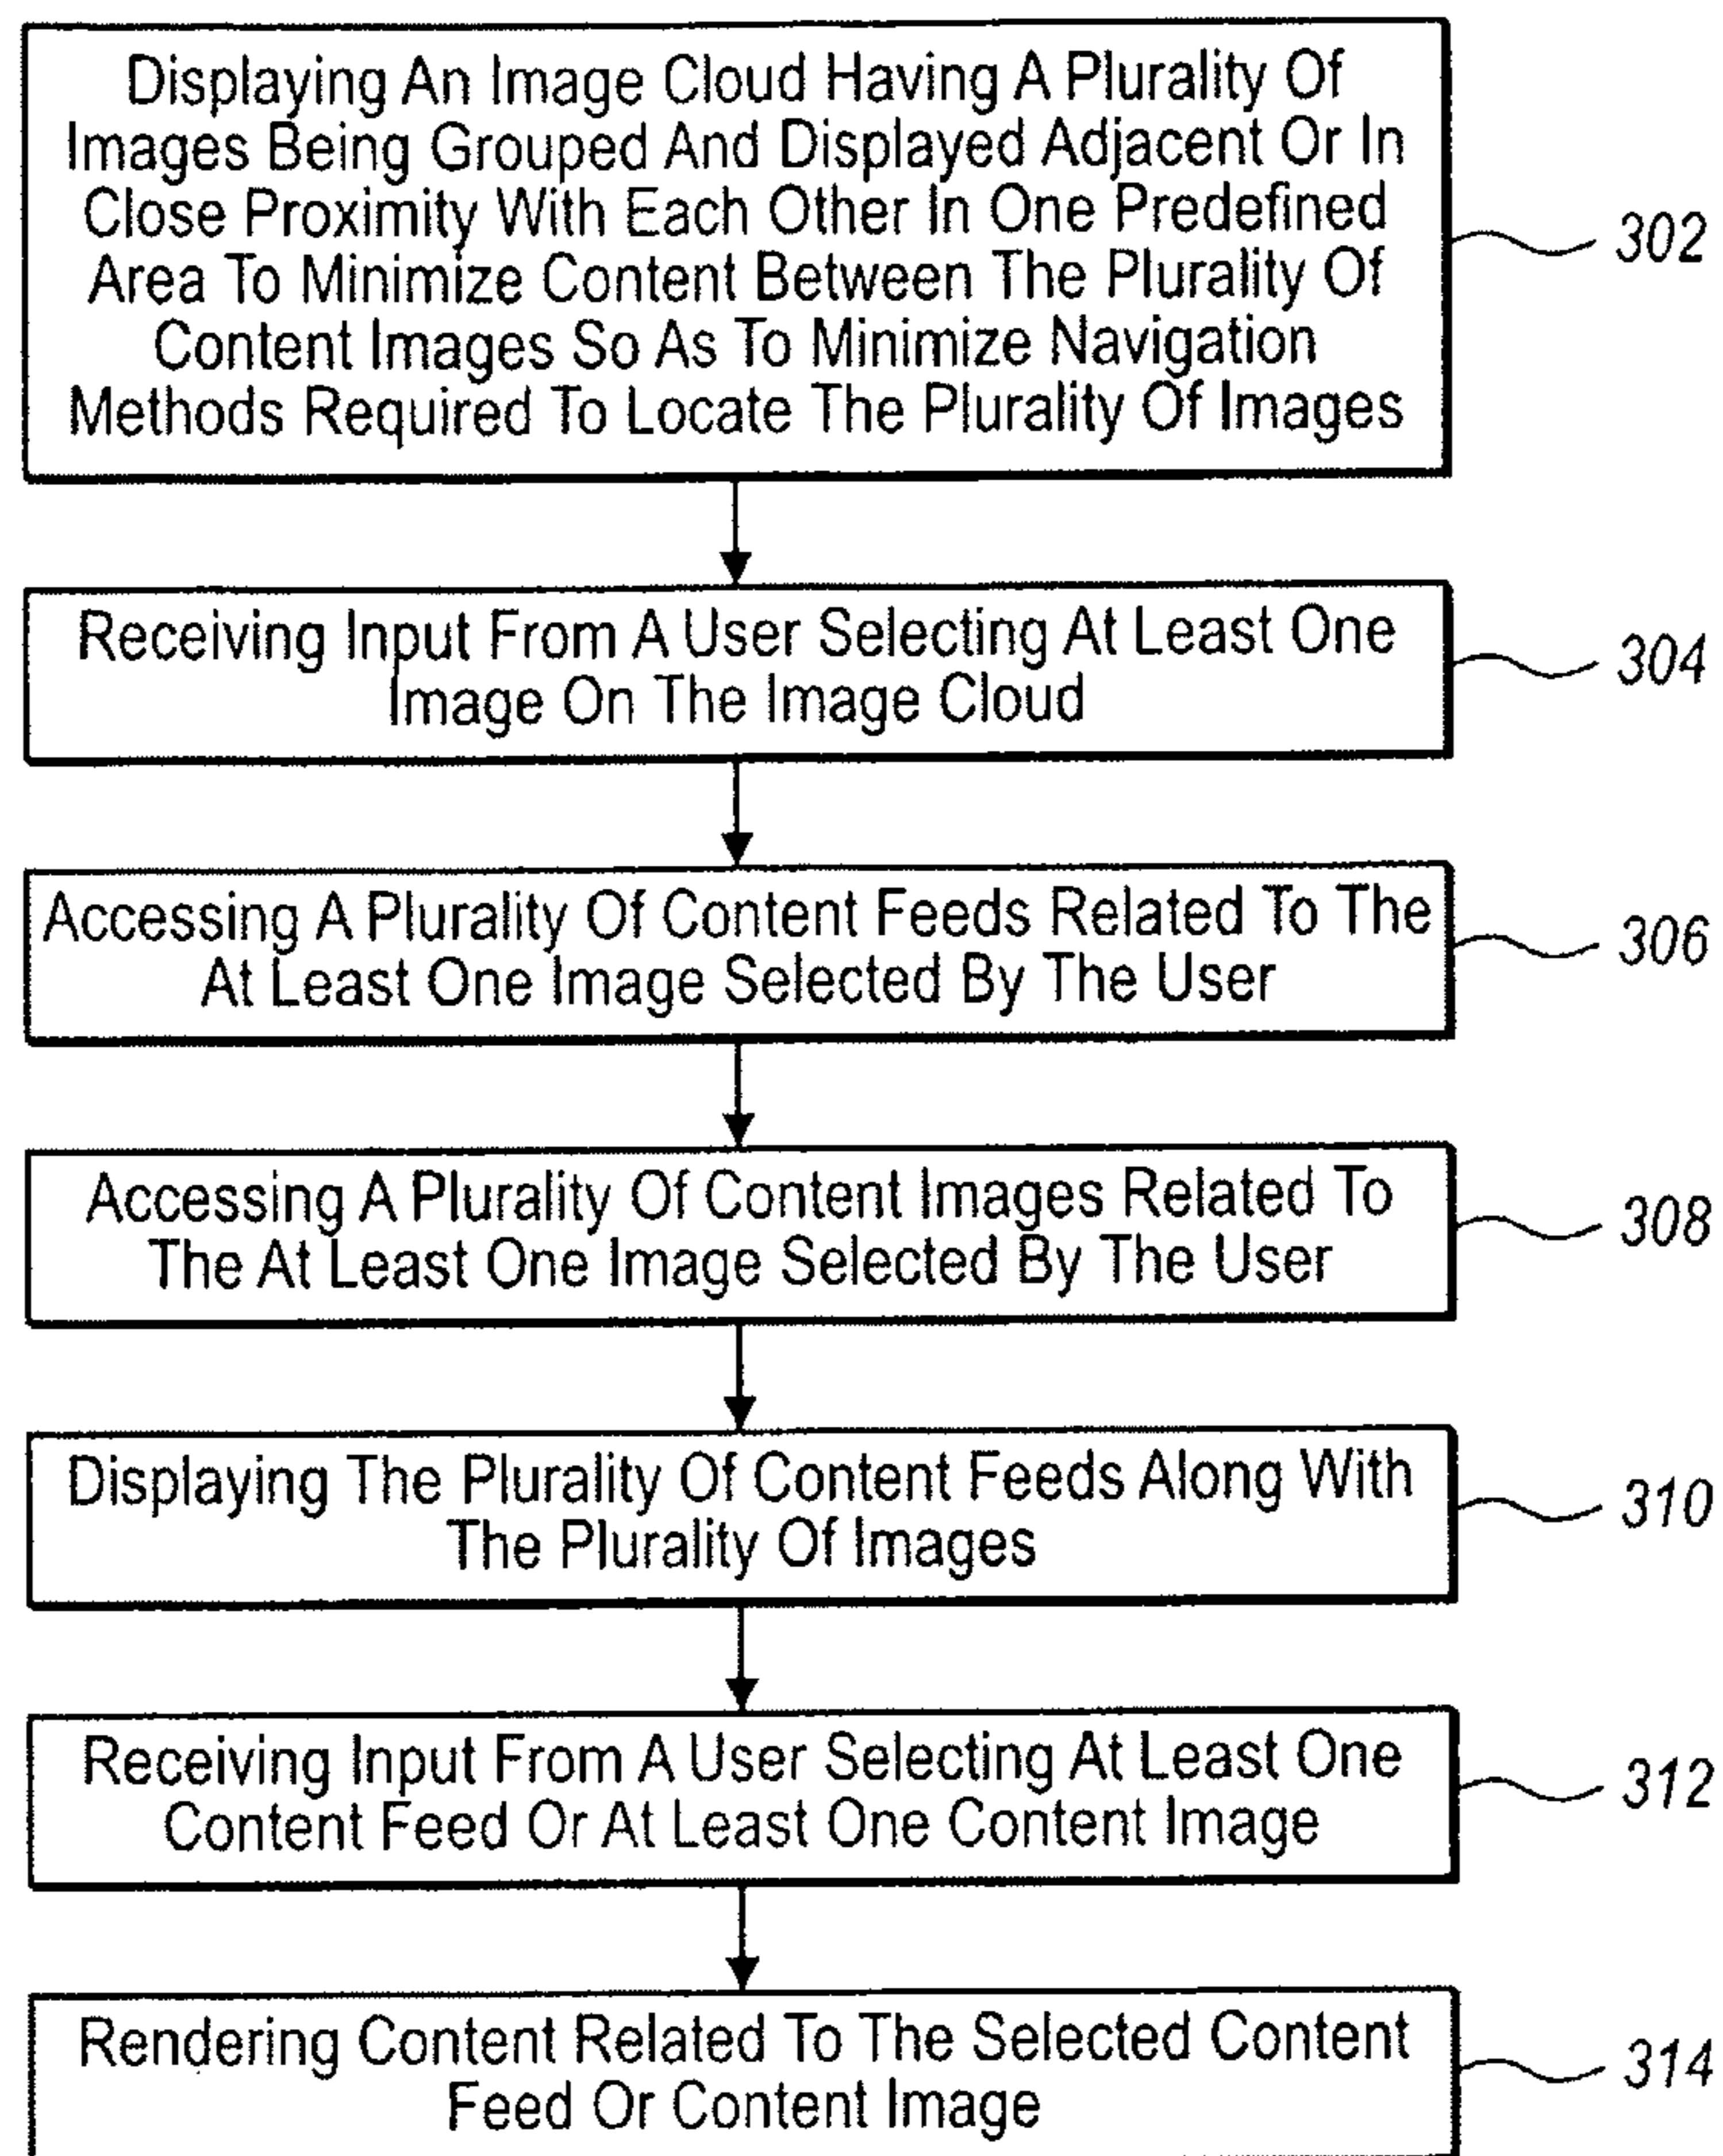 Displaying An Image Cloud Having A Plurality Of
Images Being Grouped And Displayed Adjacent Or In
Close Proximity With Each Other In One Predefined
Area To Minimize Content Between The Plurality Of
Content Images So As To Minimize Navigation
Methods Required To Locate The Plurality Of Images
302
Receiving Input From A User Selecting At Least One
Image On The Image Cloud
304
Accessing A Plurality Of Content Feeds Related To The
At Least One Image Selected By The User
306
Accessing A Plurality Of Content Images Related To
The At Least One Image Selected By The User
308
Displaying The Plurality Of Content Feeds Along With
The Plurality Of Images
310
Receiving Input From A User Selecting At Least One
Content Feed Or At Least One Content Image
312
Rendering Content Related To The Selected Content
Feed Or Content Image
314